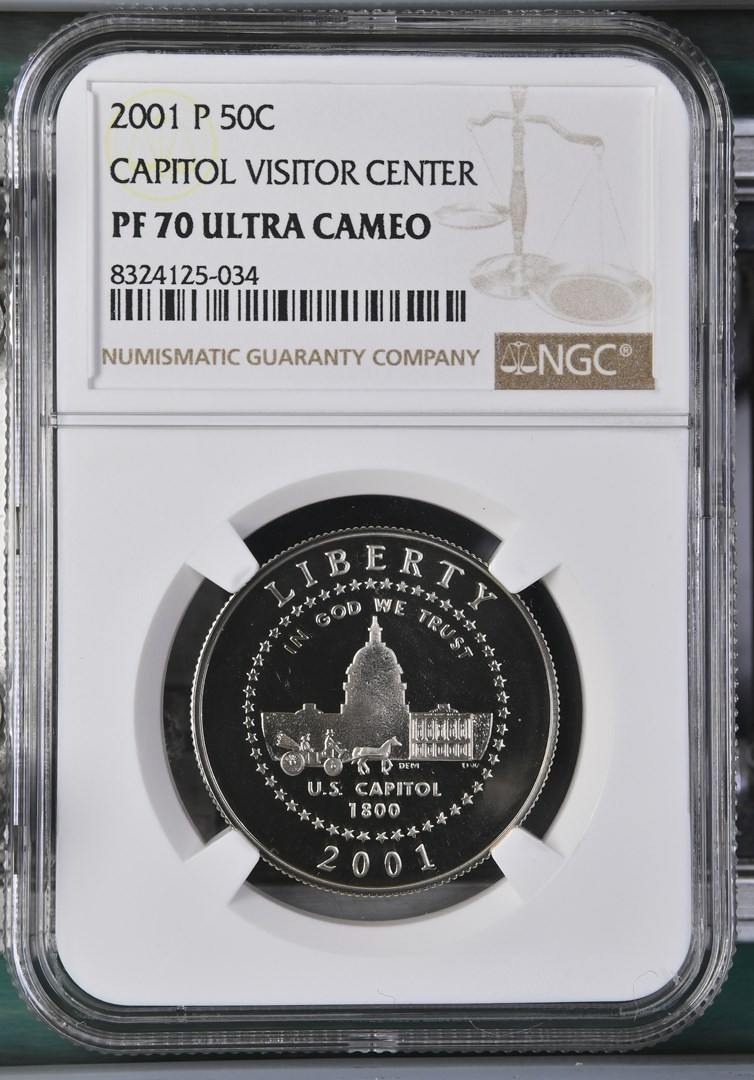 2001 P 50C
CAPITOL VISITOR CENTER
PF 70 ULTRA CAMEO
8324125-034
NUMISMATIC GUARANTY COMPANY
NGC®
LIBERTY
IN GOD WE TRUST
DEM
U.S. CAPITOL
1800
2001